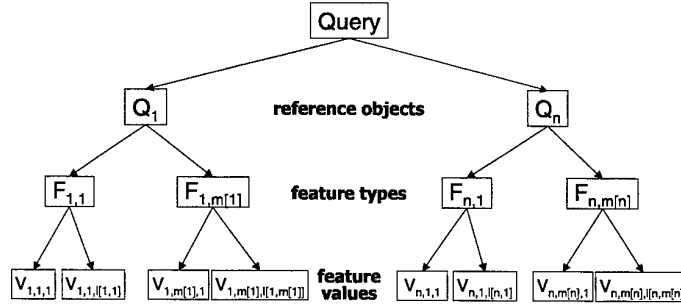 Query
Q1 reference objects Qn
F1,1 F1,m[1] feature types Fn,1 Fn,m[n]
V1,1,1 V1,1,l[1,1] V1,m[1],1 V1,m[1],l[1,m[1]] feature values Vn,1,1 Vn,1,l[n,1] Vn,m[n],1 Vn,m[n],l[n,m[n]